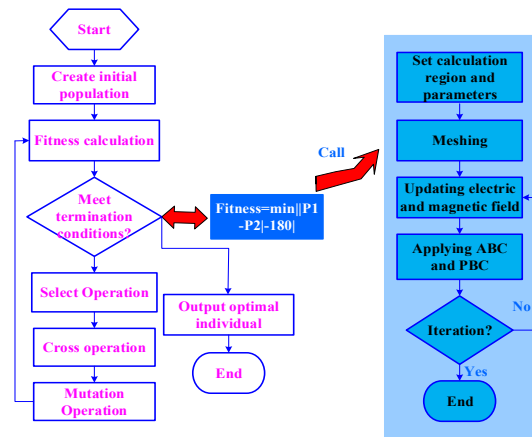 Start
Create initial
population
Fitness calculation
Meet
termination
conditions?
Select Operation
Cross operation
Mutation
Operation
Fitness=min||P1
-P2|-180|
Output optimal
individual
End
Call
Set calculation
region and
parameters
Meshing
Updating electric
and magnetic field
Applying ABC
and PBC
Iteration?
No
Yes
End